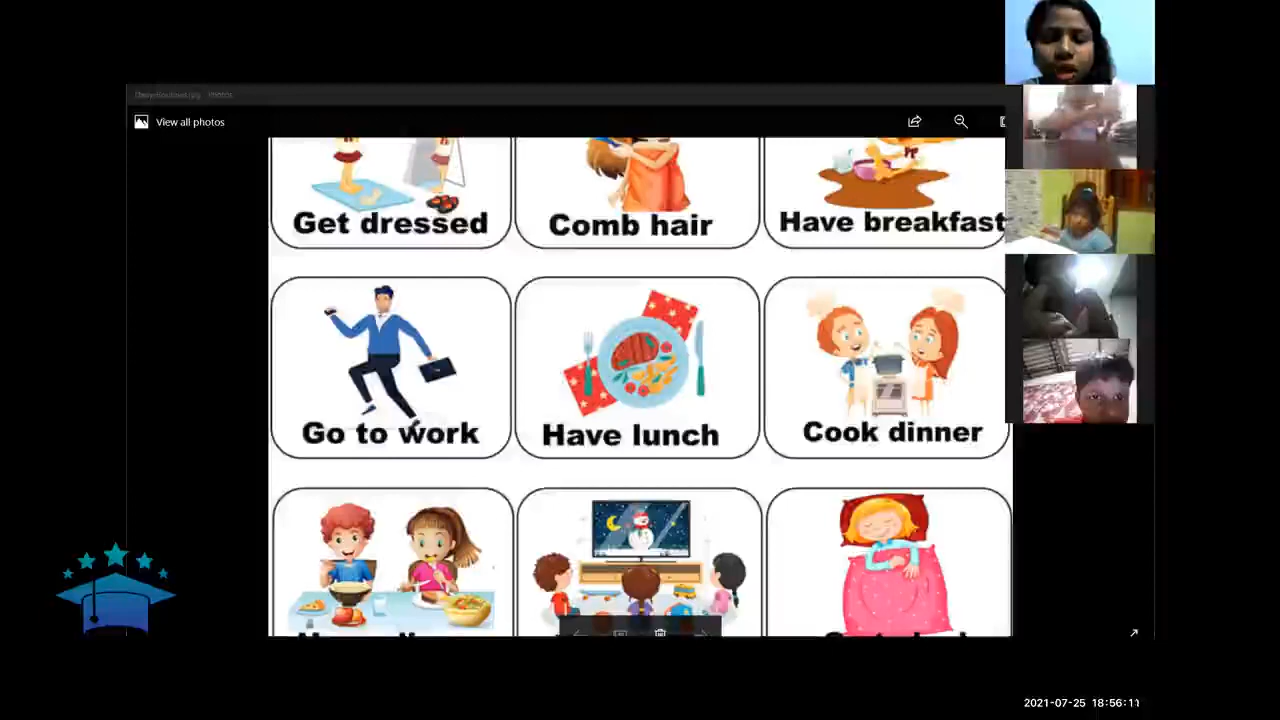 View all photos
Get dressed
Comb hair
Have breakfast
Go to work
Have lunch
Cook dinner
2021-07-25 18:56:11